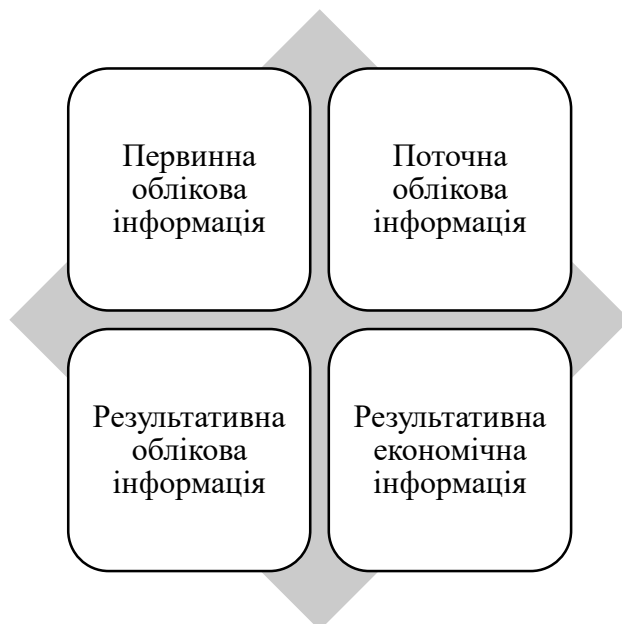 Первинна
облікова
інформація
Поточна
облікова
інформація
Результативна
облікова
інформація
Результативна
економічна
інформація